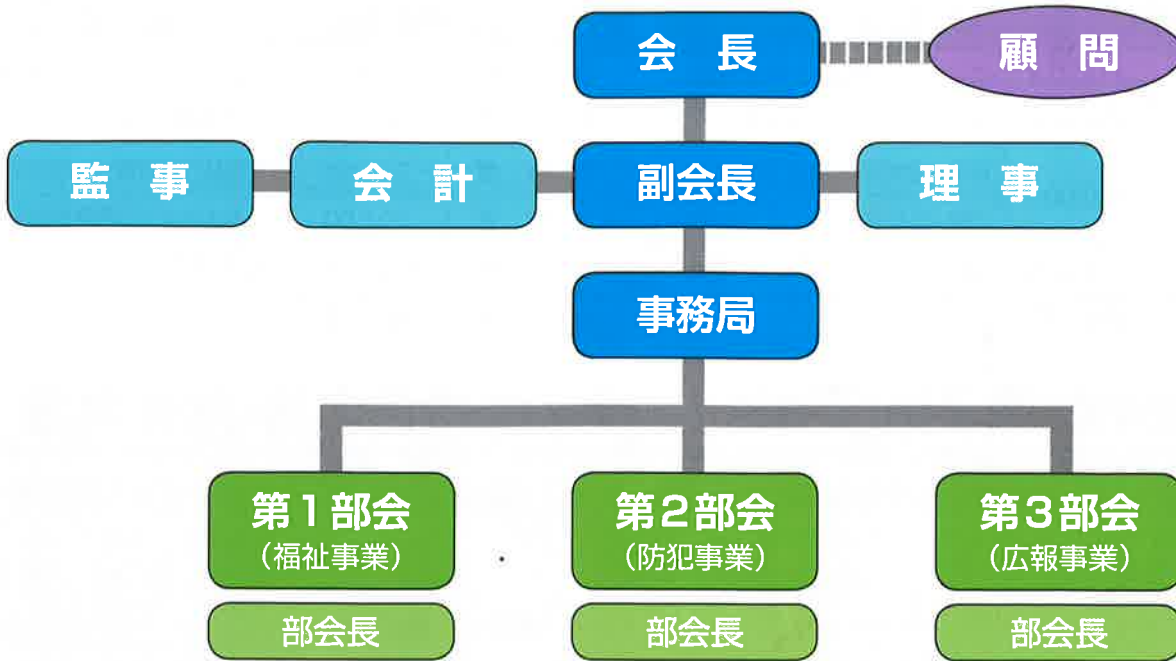 会　長
顧　問
監　事
会　計
副会長
理　事
事務局
第１部会
（福祉事業）
第２部会
（防犯事業）
第３部会
（広報事業）
部会長
部会長
部会長